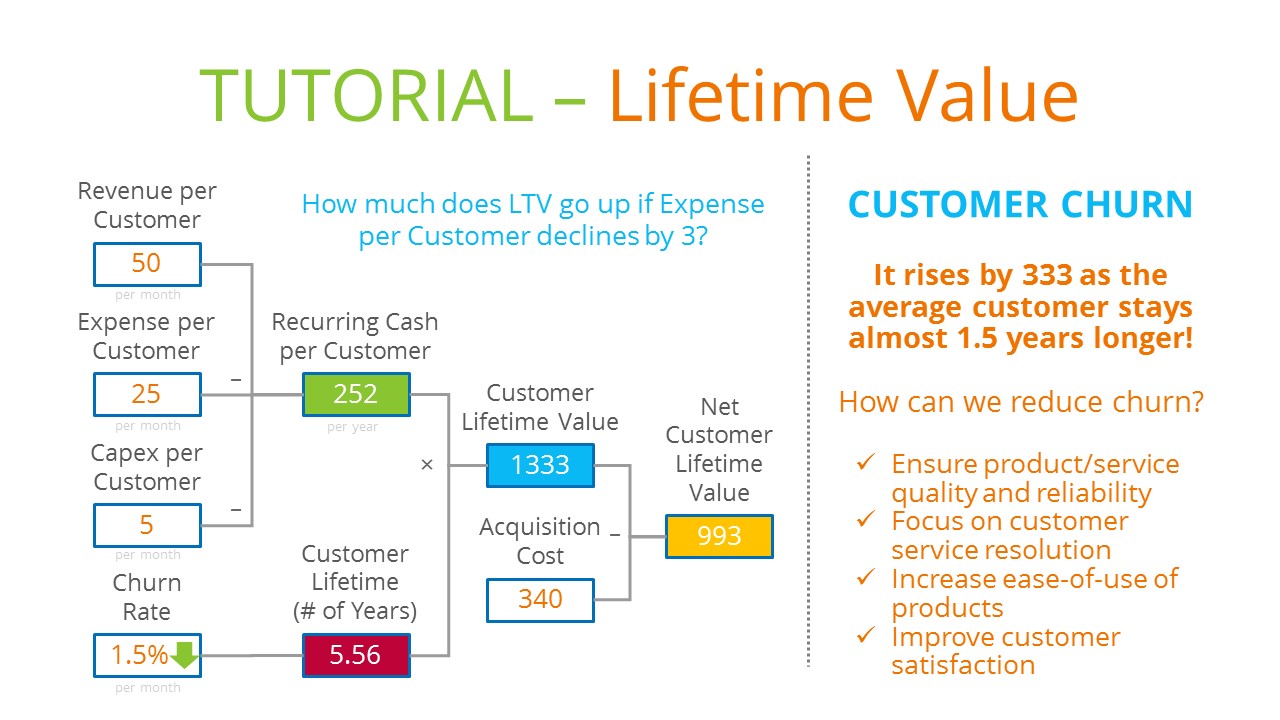 TUTORIAL – Lifetime Value
Revenue per
Customer
50
per month
Expense per
Customer
25
per month
Capex per
Customer
5
per month
Churn
Rate
1.5%
per month
How much does LTV go up if Expense
per Customer declines by 3?
–
–
Recurring Cash
per Customer
252
per year
Customer
Lifetime
(# of Years)
5.56
×
Customer
Lifetime Value
1333
Acquisition
Cost
340
–
Net
Customer
Lifetime
Value
993
CUSTOMER CHURN
It rises by 333 as the
average customer stays
almost 1.5 years longer!
How can we reduce churn?
✓ Ensure product/service
quality and reliability
✓ Focus on customer
service resolution
✓ Increase ease-of-use of
products
✓ Improve customer
satisfaction